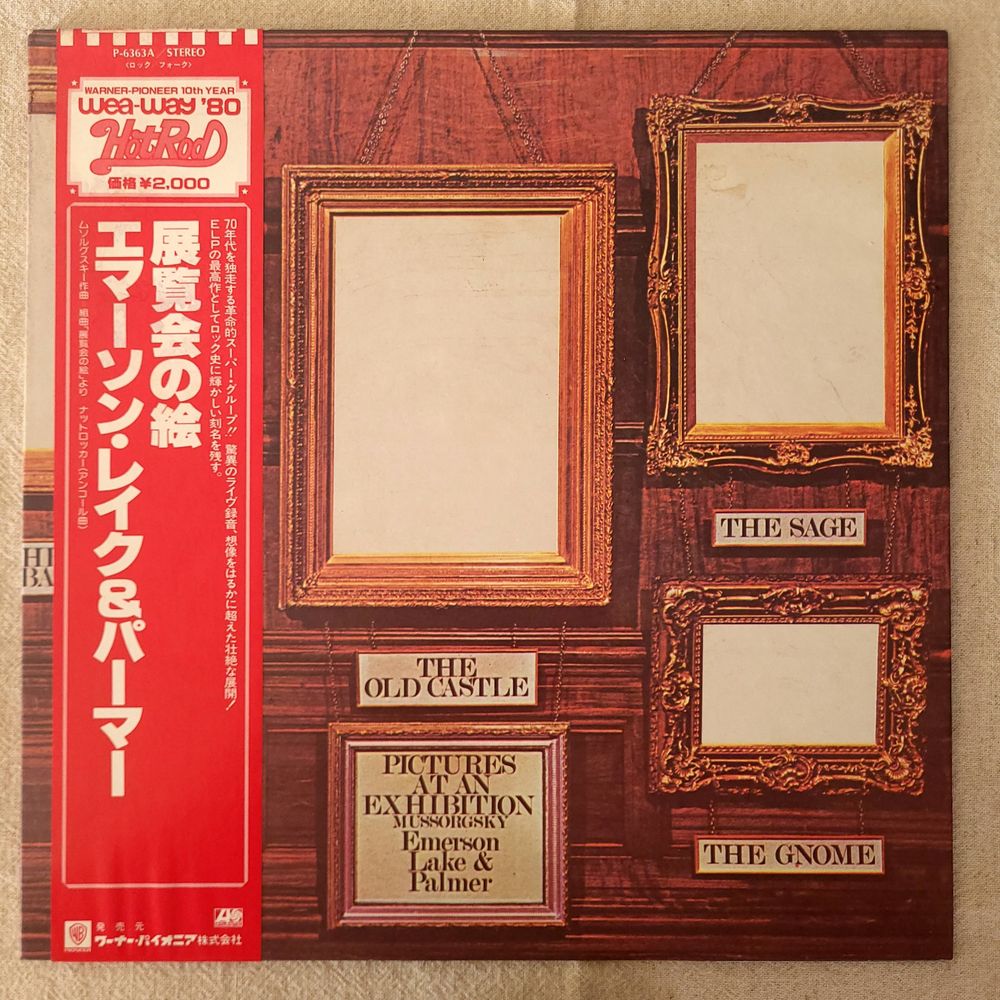 P-6363A/STEREO
〈ロック フォーク〉
WARNER-PIONEER 10th YEAR
wea-way '80
HotRod
価格¥2,000
70年代を独走する革命的スーパー・グループ!! 驚異のライヴ録音、想像をはるかに超えた壮絶な展開!
ELPの最高作としてロック史に輝かしい刻名を残す。
展覧会の絵
エマーソン・レイク&パーマー
ムソルグスキー作曲 組曲「展覧会の絵」より ナットロッカー(アンコール曲)
発売元
ワーナー・パイオニア株式会社
HE
BA
THE
OLD CASTLE
PICTURES
AT AN
EXHIBITION
MUSSORGSKY
Emerson
Lake &
Palmer
THE SAGE
THE GNOME